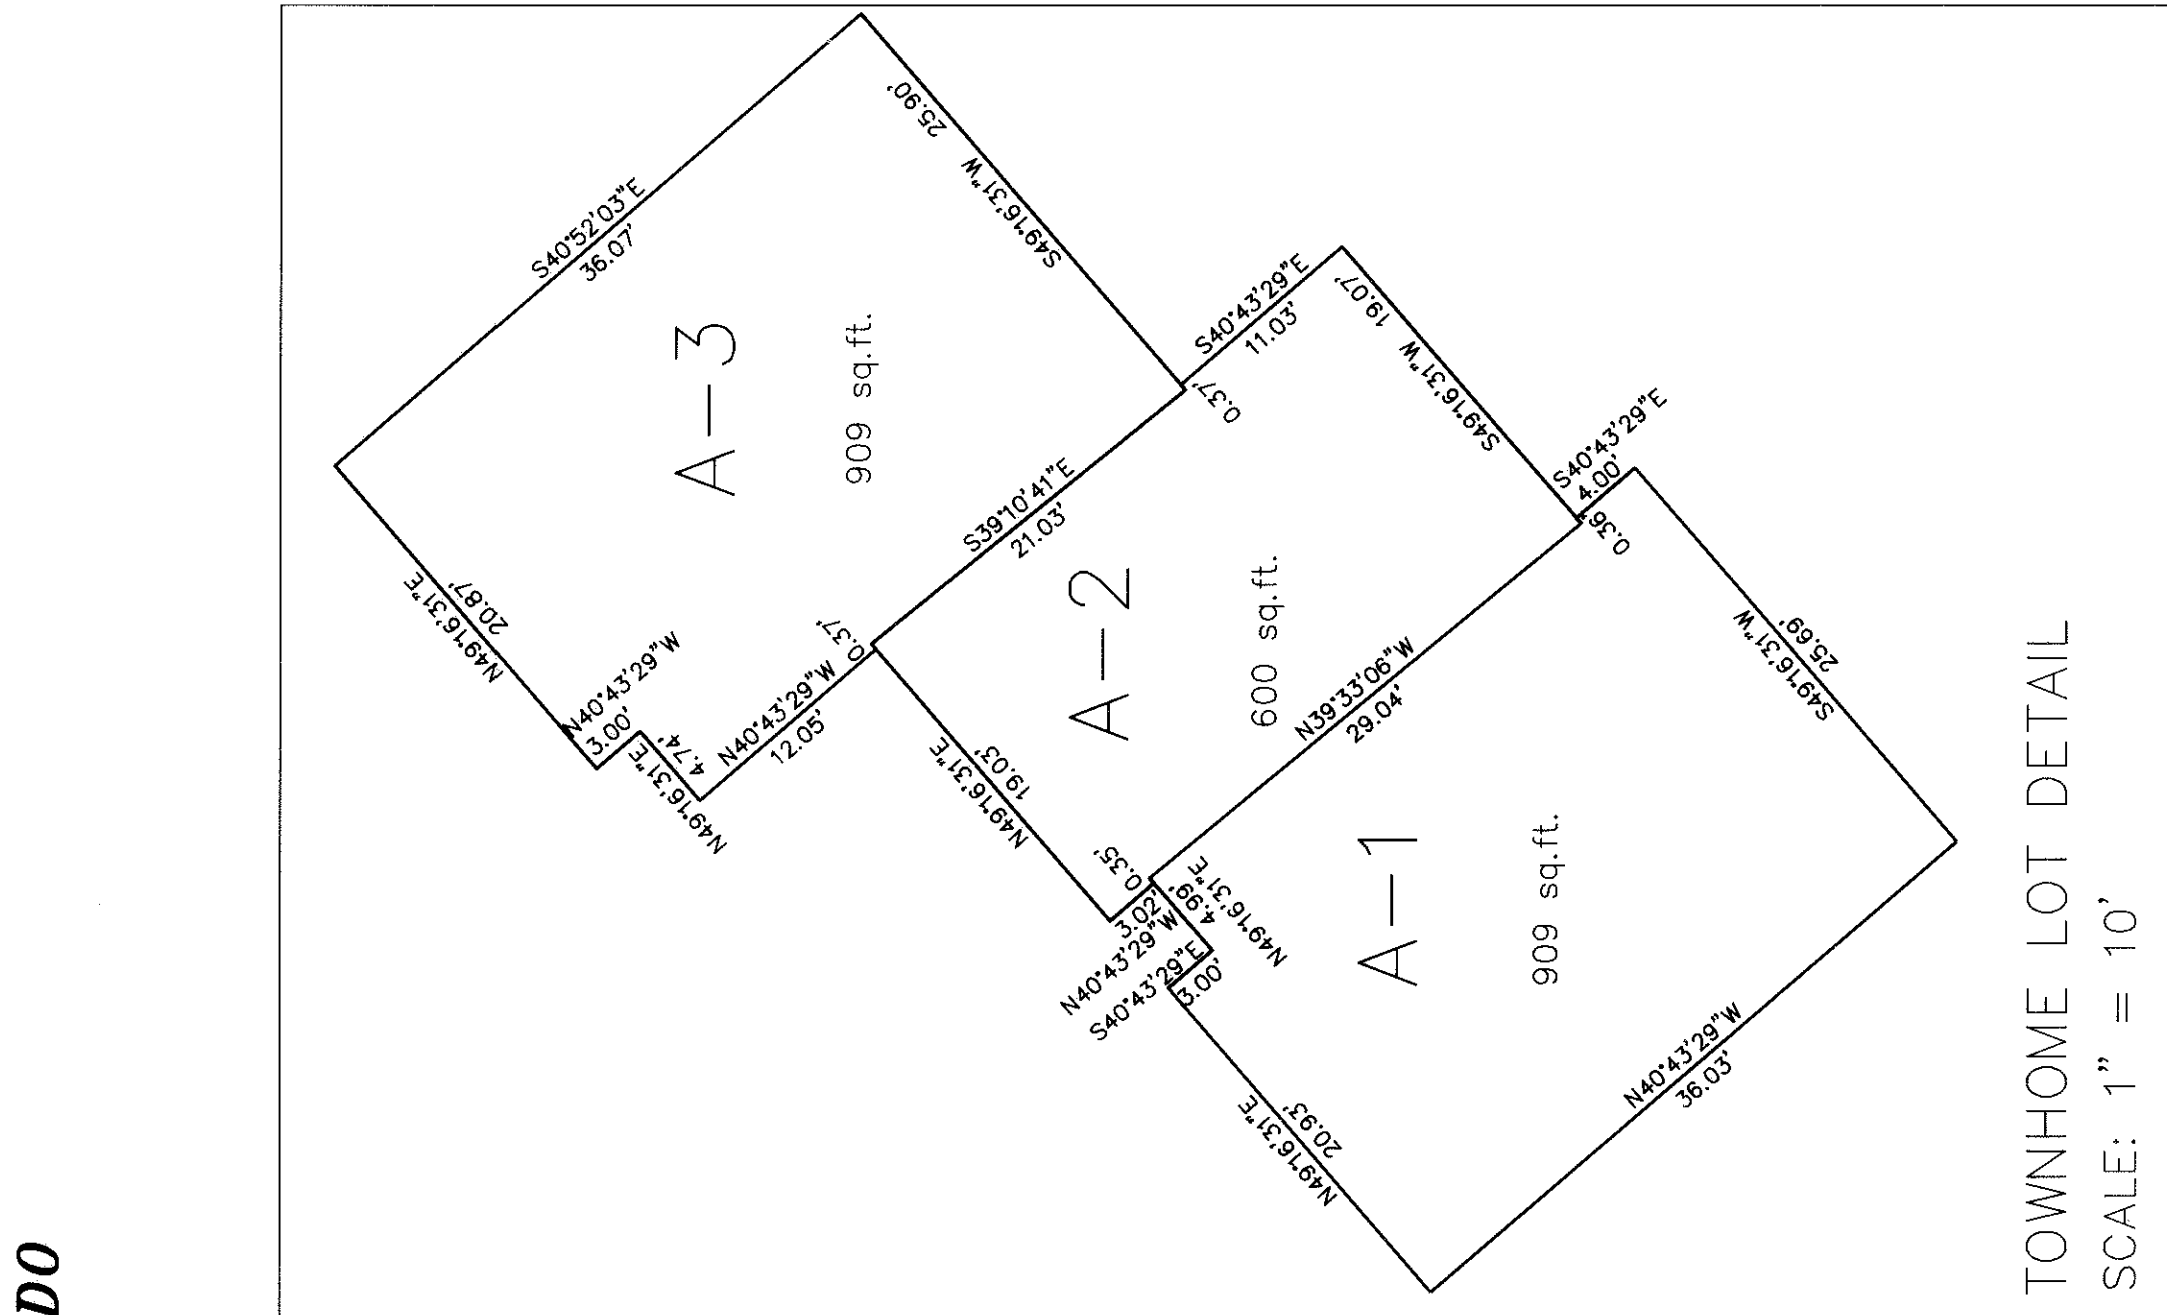 DO
S40°52'03"E
36.07'
25.90'
S49°16'31"W
A-3
909 sq.ft.
N49°16'31"E
20.87'
N40°43'29"W
3.00'
N49°16'31"E
4.74'
N40°43'29"W
12.05'
0.37'
S39°10'41"E
21.03'
0.37'
S40°43'29"E
11.03'
19.07'
S49°16'31"W
A-2
600 sq.ft.
N49°16'31"E
19.03'
0.35'
3.02'
N40°43'29"W
N39°33'06"W
29.04'
0.36'
S40°43'29"E
4.00'
N49°16'31"E
4.99'
S40°43'29"E
3.00'
A-1
909 sq.ft.
N49°16'31"E
20.93'
S49°16'31"W
25.69'
N40°43'29"W
36.03'
TOWNHOME LOT DETAIL
SCALE: 1" = 10'